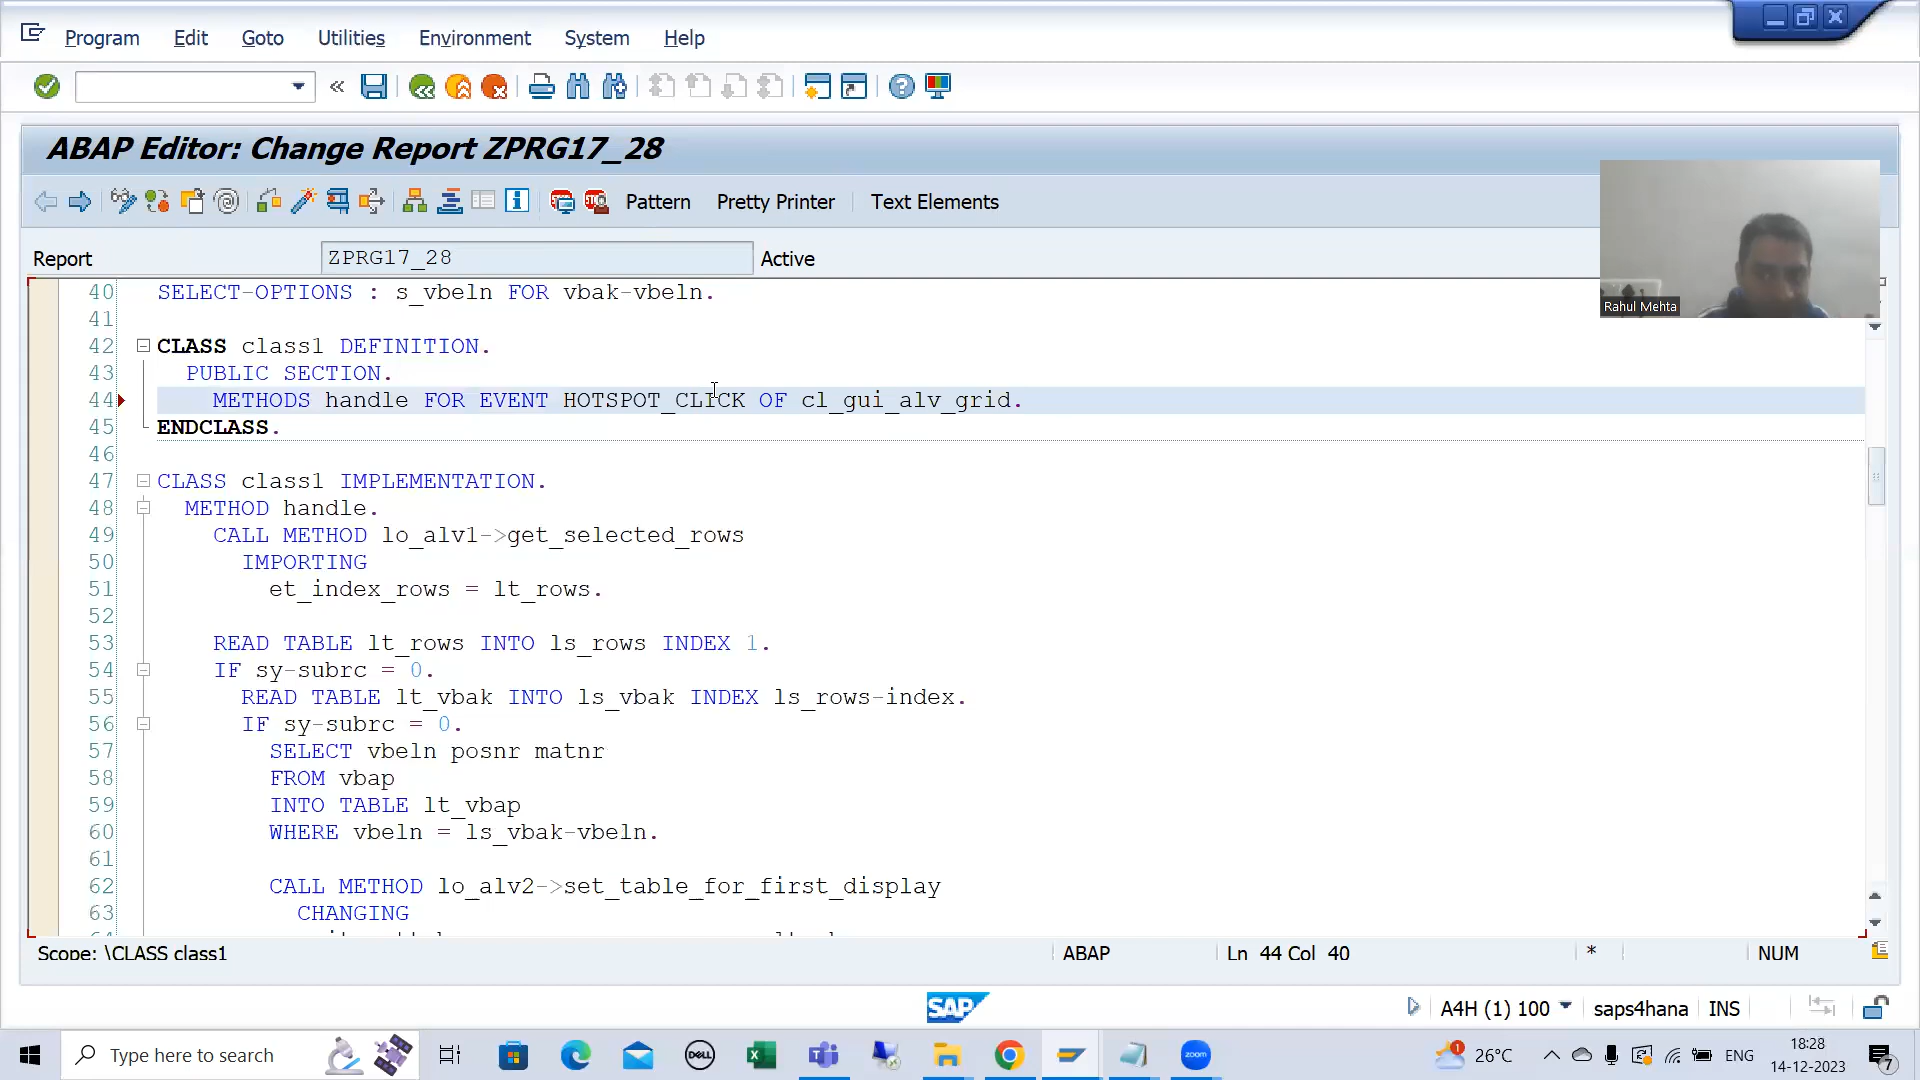 Program Edit Goto Utilities Environment System Help
ABAP Editor: Change Report ZPRG17_28
Pattern Pretty Printer Text Elements
Report ZPRG17_28 Active
Rahul Mehta
40 SELECT-OPTIONS : s_vbeln FOR vbak-vbeln.
41
42 CLASS class1 DEFINITION.
43 PUBLIC SECTION.
44 METHODS handle FOR EVENT HOTSPOT_CLICK OF cl_gui_alv_grid.
45 ENDCLASS.
46
47 CLASS class1 IMPLEMENTATION.
48 METHOD handle.
49 CALL METHOD lo_alv1->get_selected_rows
50 IMPORTING
51 et_index_rows = lt_rows.
52
53 READ TABLE lt_rows INTO ls_rows INDEX 1.
54 IF sy-subrc = 0.
55 READ TABLE lt_vbak INTO ls_vbak INDEX ls_rows-index.
56 IF sy-subrc = 0.
57 SELECT vbeln posnr matnr
58 FROM vbap
59 INTO TABLE lt_vbap
60 WHERE vbeln = ls_vbak-vbeln.
61
62 CALL METHOD lo_alv2->set_table_for_first_display
63 CHANGING
Scope: \CLASS class1 ABAP Ln 44 Col 40 * NUM
SAP A4H (1) 100 saps4hana INS
Type here to search DELL zoom 1 26°C ENG 18:28
14-12-2023 7